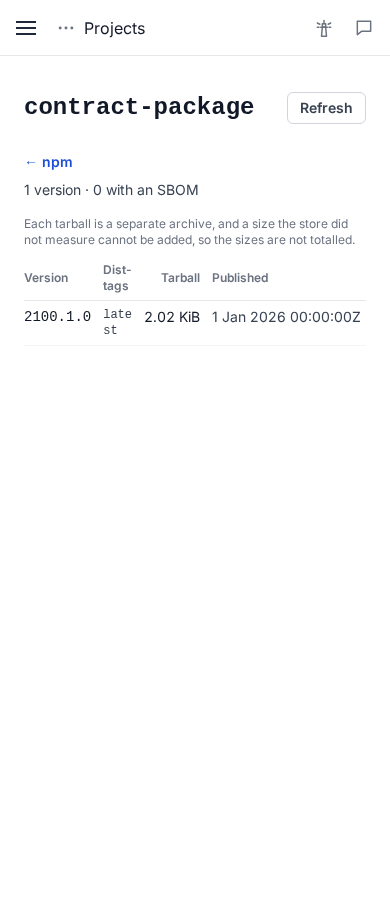 ··· Projects
contract-package
Refresh
← npm
1 version · 0 with an SBOM
Each tarball is a separate archive, and a size the store did
not measure cannot be added, so the sizes are not totalled.
Version Dist-tags Tarball Published
2100.1.0 latest 2.02 KiB 1 Jan 2026 00:00:00Z